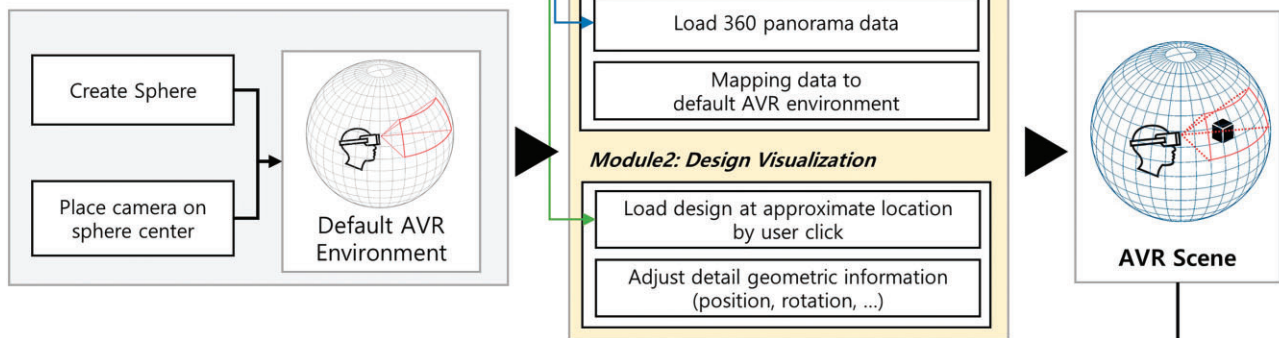 Create Sphere
Place camera on
sphere center
Default AVR
Environment
Load 360 panorama data
Mapping data to
default AVR environment
Module2: Design Visualization
Load design at approximate location
by user click
Adjust detail geometric information
(position, rotation, ...)
AVR Scene